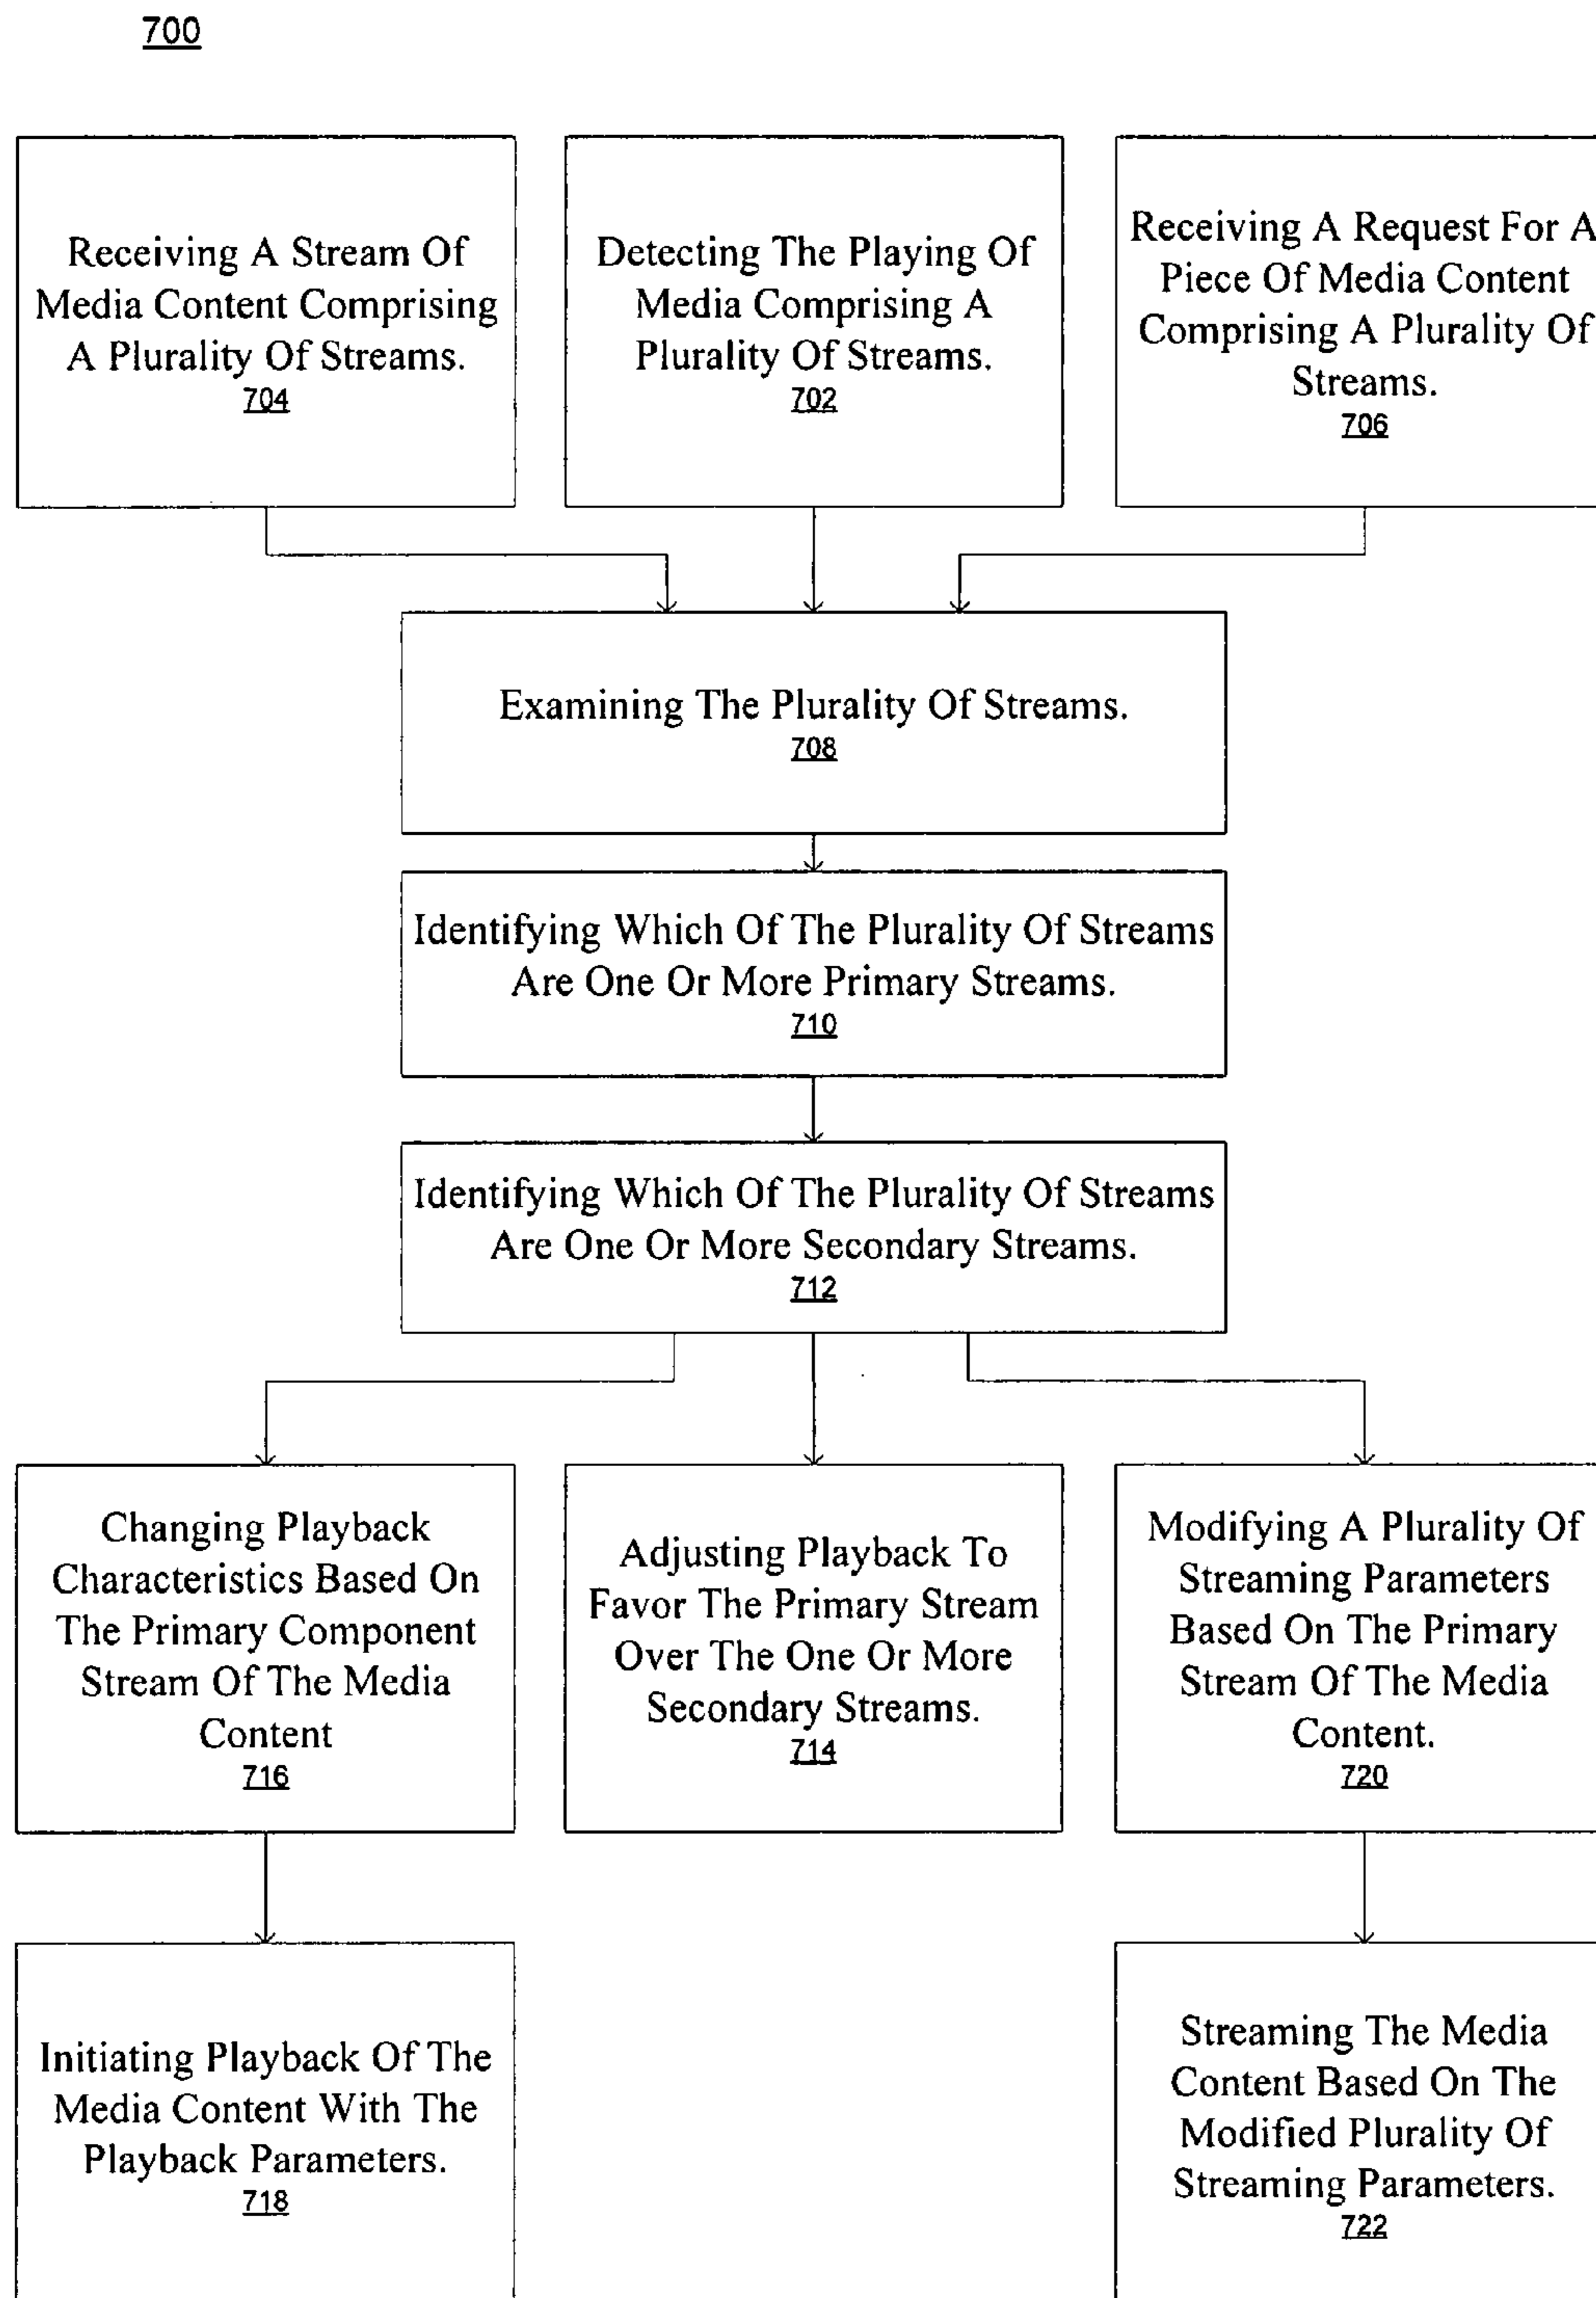 700
Receiving A Stream Of
Media Content Comprising
A Plurality Of Streams.
704
Detecting The Playing Of
Media Comprising A
Plurality Of Streams.
702
Receiving A Request For A
Piece Of Media Content
Comprising A Plurality Of
Streams.
706
Examining The Plurality Of Streams.
708
Identifying Which Of The Plurality Of Streams
Are One Or More Primary Streams.
710
Identifying Which Of The Plurality Of Streams
Are One Or More Secondary Streams.
712
Changing Playback
Characteristics Based On
The Primary Component
Stream Of The Media
Content
716
Adjusting Playback To
Favor The Primary Stream
Over The One Or More
Secondary Streams.
714
Modifying A Plurality Of
Streaming Parameters
Based On The Primary
Stream Of The Media
Content.
720
Initiating Playback Of The
Media Content With The
Playback Parameters.
718
Streaming The Media
Content Based On The
Modified Plurality Of
Streaming Parameters.
722